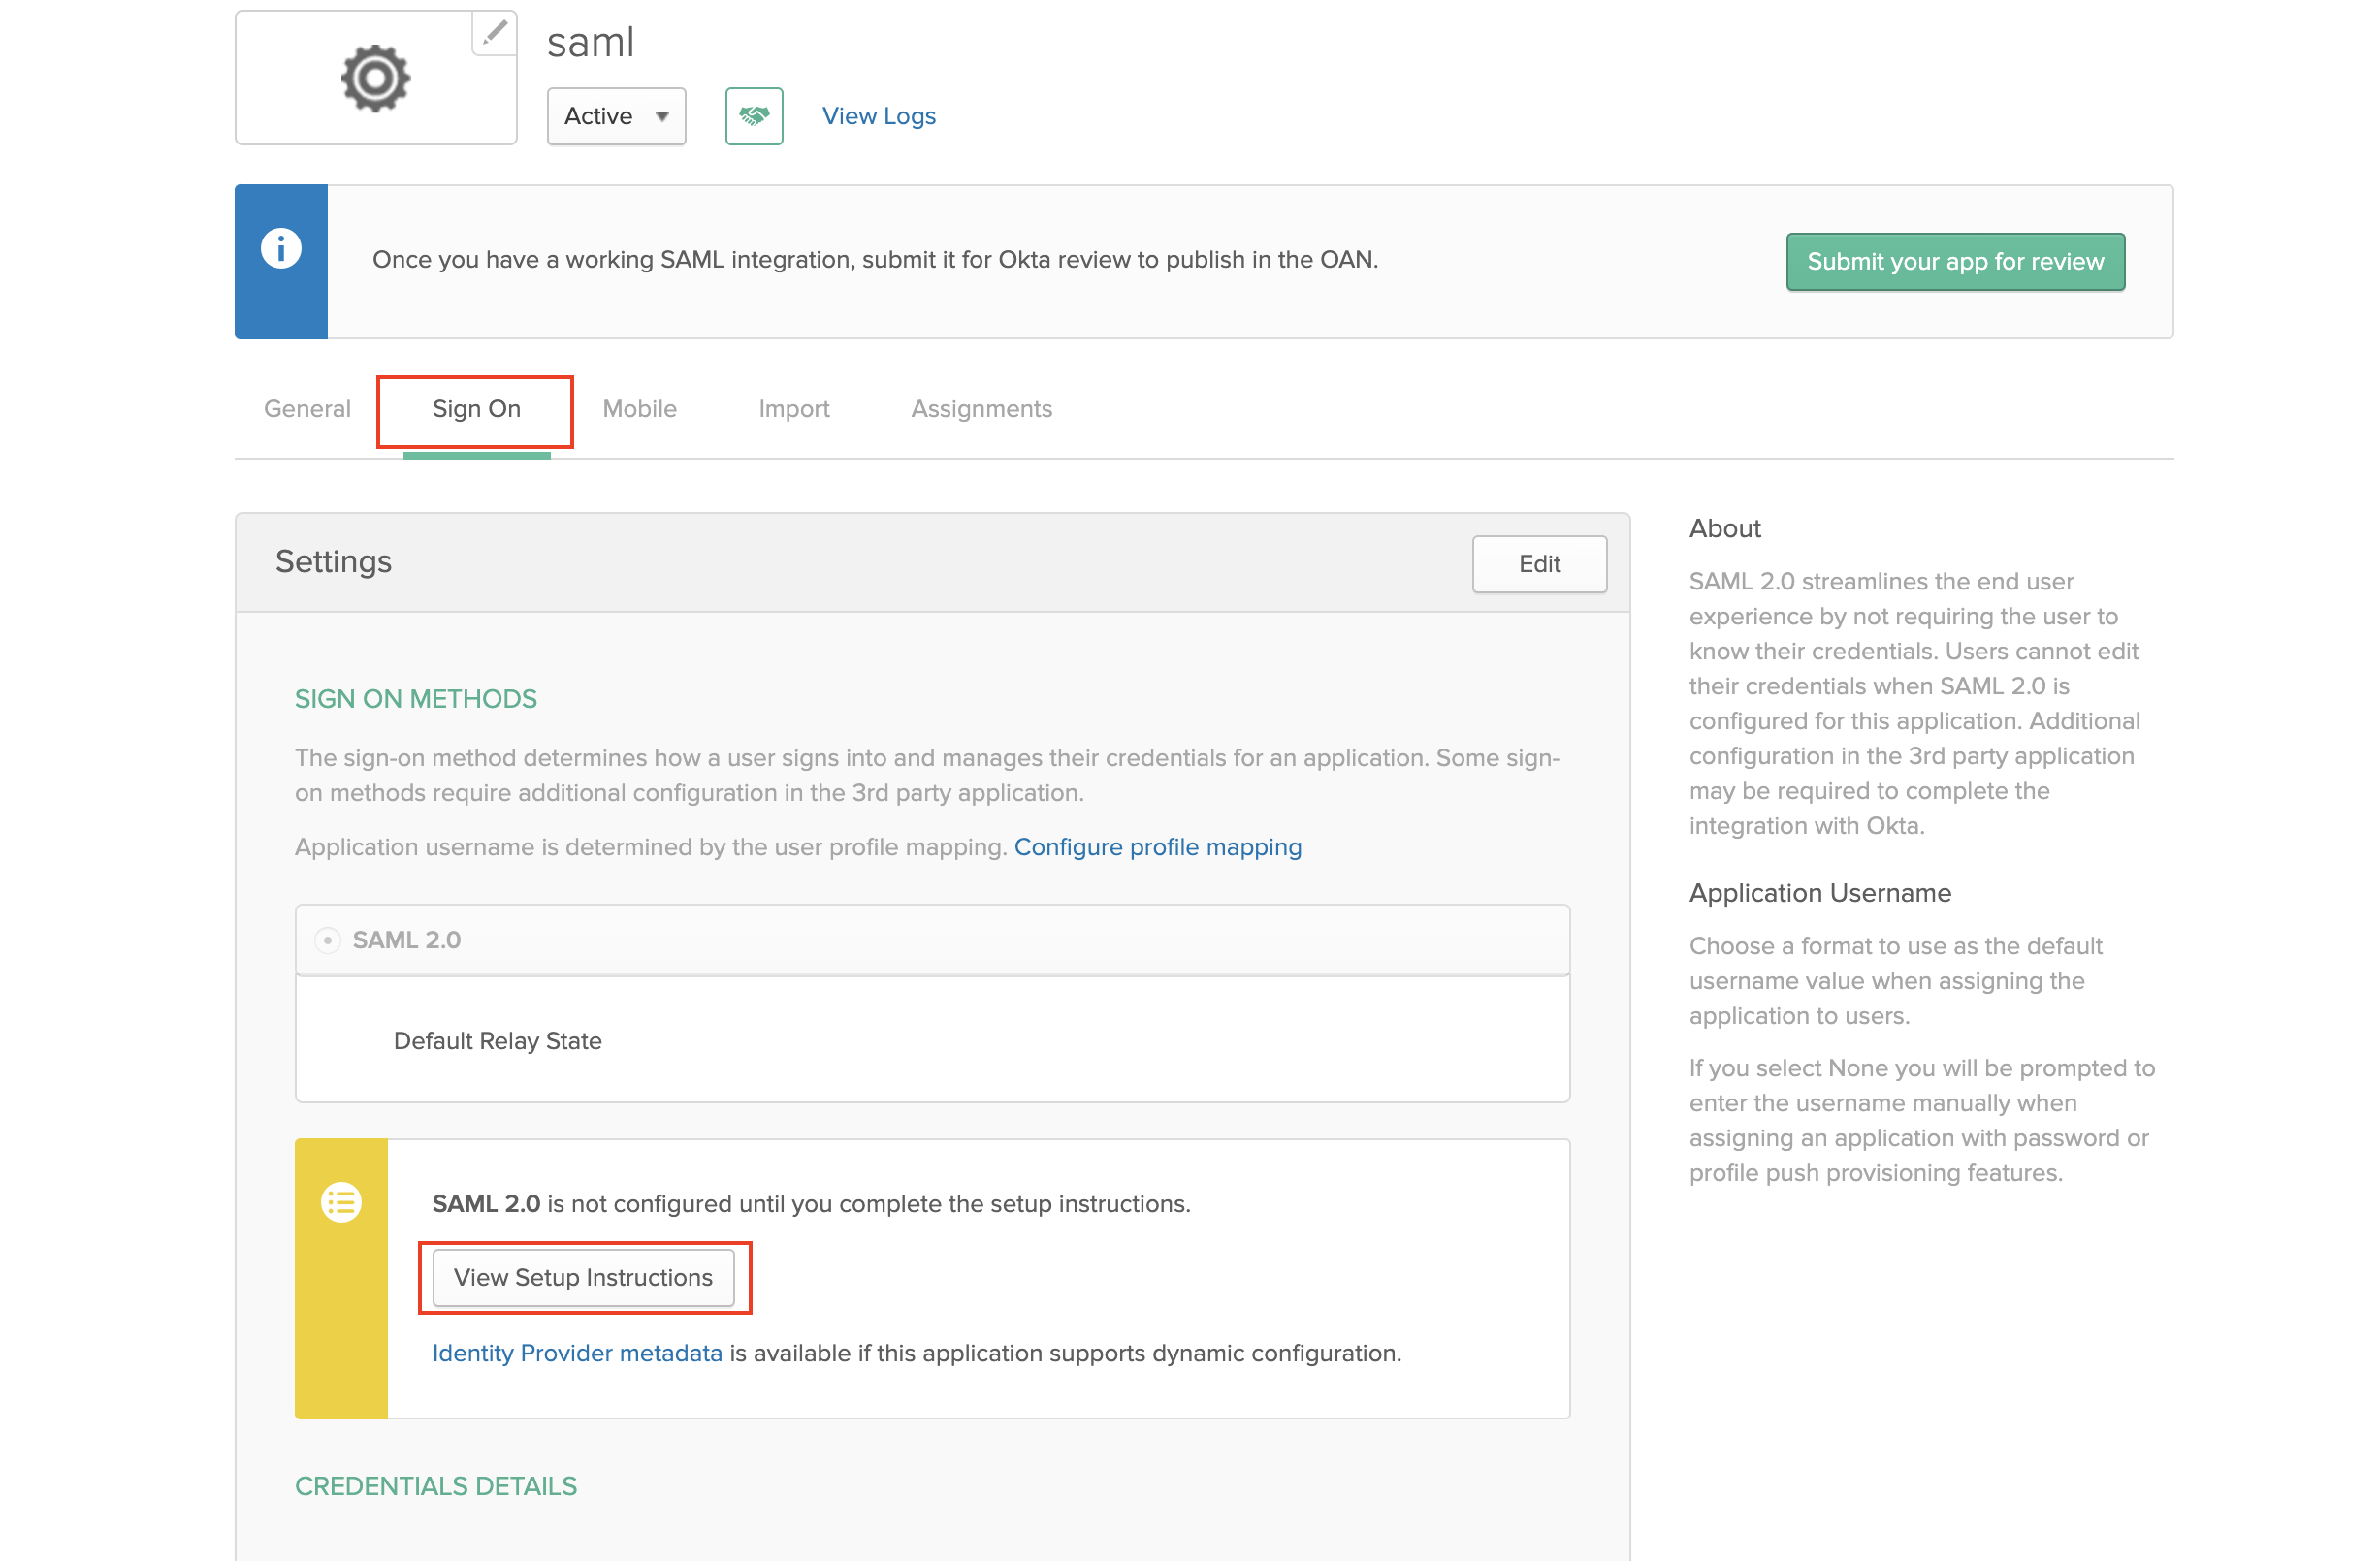 saml
Active
View Logs
Once you have a working SAML integration, submit it for Okta review to publish in the OAN.
Submit your app for review
General
Sign On
Mobile
Import
Assignments
Settings
Edit
SIGN ON METHODS
The sign-on method determines how a user signs into and manages their credentials for an application. Some sign-
on methods require additional configuration in the 3rd party application.
Application username is determined by the user profile mapping. Configure profile mapping
SAML 2.0
Default Relay State
SAML 2.0 is not configured until you complete the setup instructions.
View Setup Instructions
Identity Provider metadata is available if this application supports dynamic configuration.
CREDENTIALS DETAILS
About
SAML 2.0 streamlines the end user
experience by not requiring the user to
know their credentials. Users cannot edit
their credentials when SAML 2.0 is
configured for this application. Additional
configuration in the 3rd party application
may be required to complete the
integration with Okta.
Application Username
Choose a format to use as the default
username value when assigning the
application to users.
If you select None you will be prompted to
enter the username manually when
assigning an application with password or
profile push provisioning features.